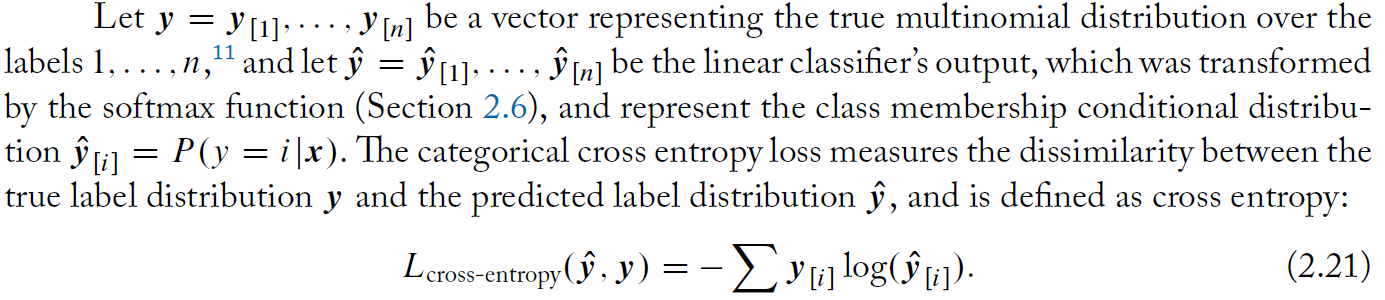 Let y = y[1], . . . , y[n] be a vector representing the true multinomial distribution over the
labels 1, . . . , n,¹¹ and let ŷ = ŷ[1], . . . , ŷ[n] be the linear classifier’s output, which was transformed
by the softmax function (Section 2.6), and represent the class membership conditional distribu-
tion ŷ[i] = P(y = i|x). The categorical cross entropy loss measures the dissimilarity between the
true label distribution y and the predicted label distribution ŷ, and is defined as cross entropy:
L_cross-entropy(ŷ, y) = −∑ y[i] log(ŷ[i]). (2.21)